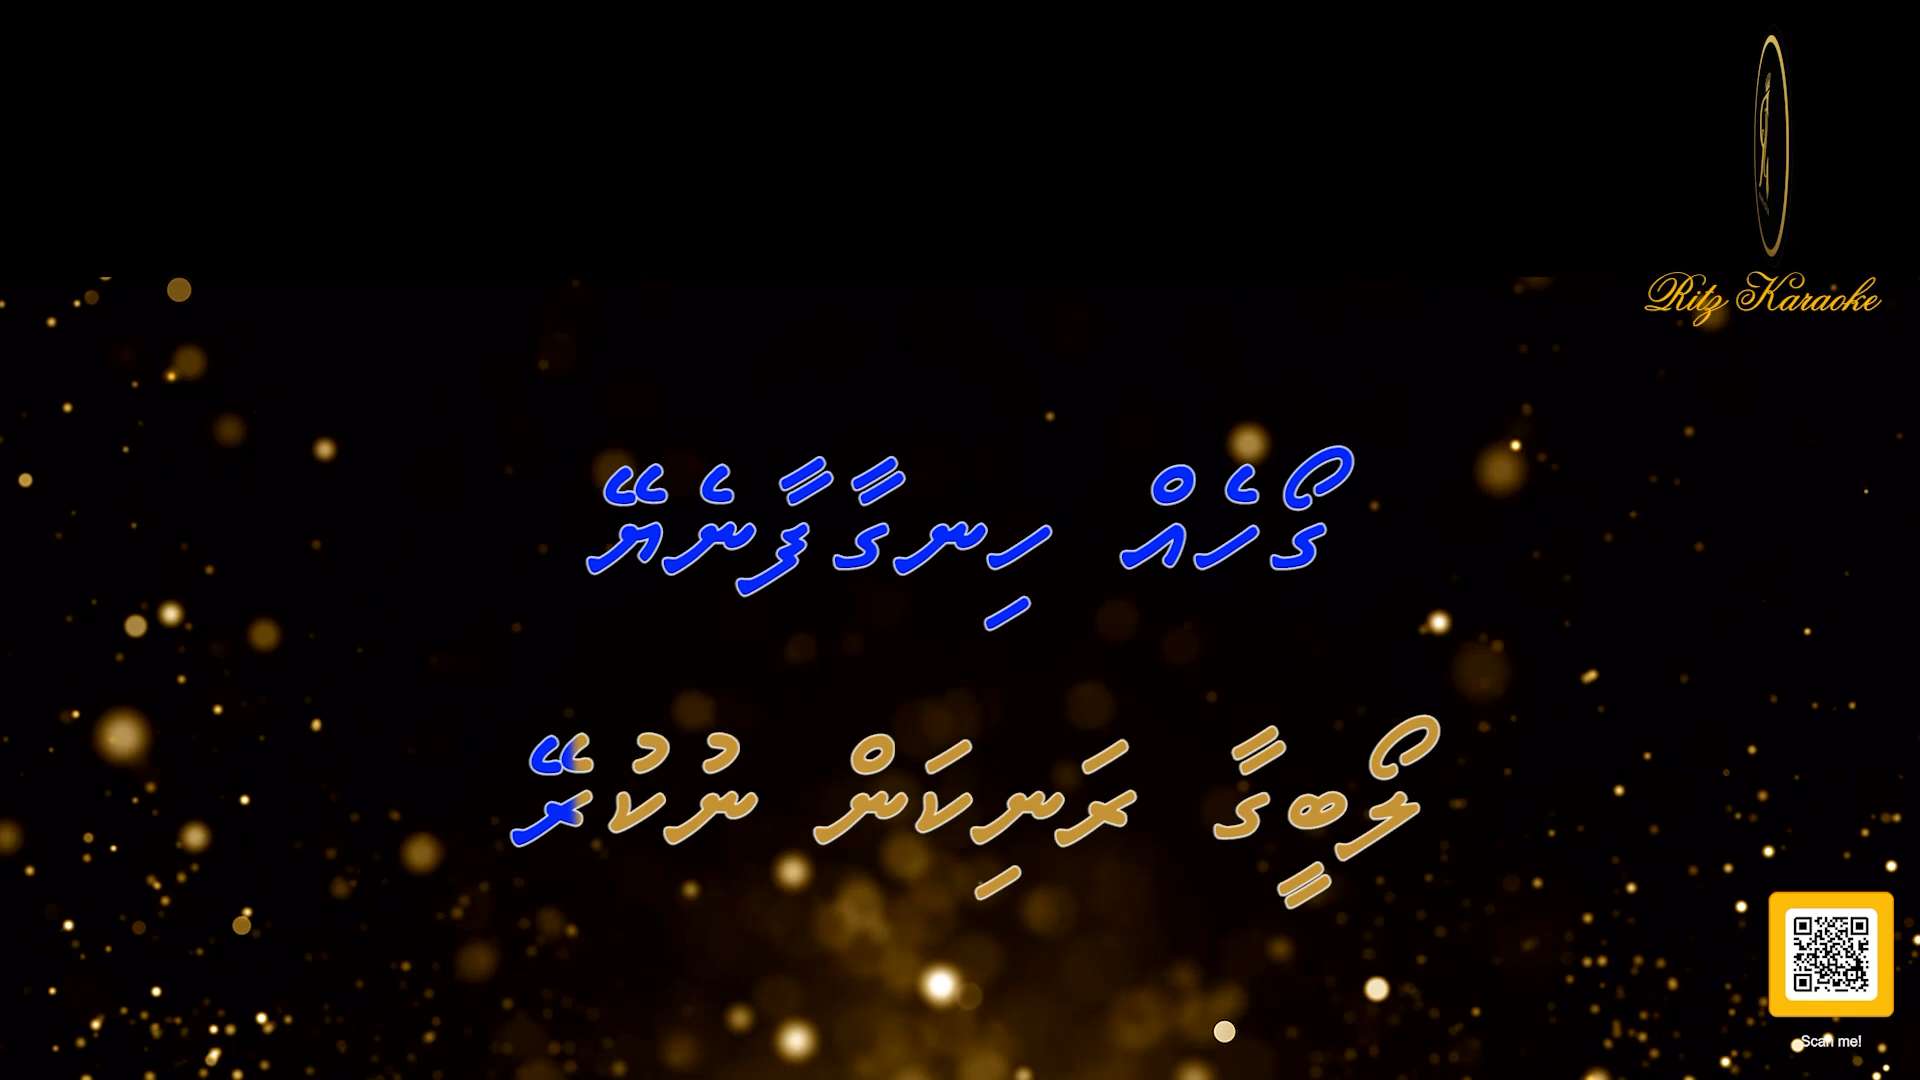 Ritz Karaoke
ގޯހެއް ހިނގާފާނެޔޭ
ލޯބީގާ ރަނިކަން ނުކުރޭ
Scan me!